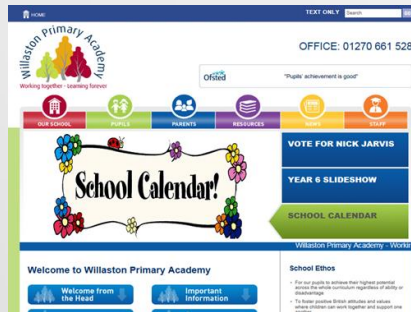 HOME
TEXT ONLY
Search
Willaston Primary Academy
Working together - Learning forever
OFFICE: 01270 661 528
Ofsted
"Pupils' achievement is good"
OUR SCHOOL
PUPILS
PARENTS
RESOURCES
NEWS
STAFF
School Calendar!
VOTE FOR NICK JARVIS
YEAR 6 SLIDESHOW
SCHOOL CALENDAR
Willaston Primary Academy - Workin
Welcome to Willaston Primary Academy
Welcome from
the Head
Important
Information
School Ethos
For our pupils to achieve their highest potential
across the whole curriculum regardless of ability or
disadvantage
To foster positive British attitudes and values
where children can work together and support one